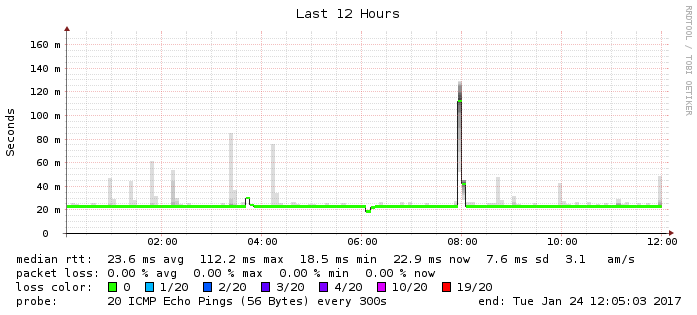 Last 12 Hours
RRDTOOL / TOBI OETIKER
Seconds
160 m
140 m
120 m
100 m
80 m
60 m
40 m
20 m
0
02:00 04:00 06:00 08:00 10:00 12:00
median rtt: 23.6 ms avg 112.2 ms max 18.5 ms min 22.9 ms now 7.6 ms sd 3.1 am/s
packet loss: 0.00 % avg 0.00 % max 0.00 % min 0.00 % now
loss color: 0 1/20 2/20 3/20 4/20 10/20 19/20
probe: 20 ICMP Echo Pings (56 Bytes) every 300s end: Tue Jan 24 12:05:03 2017